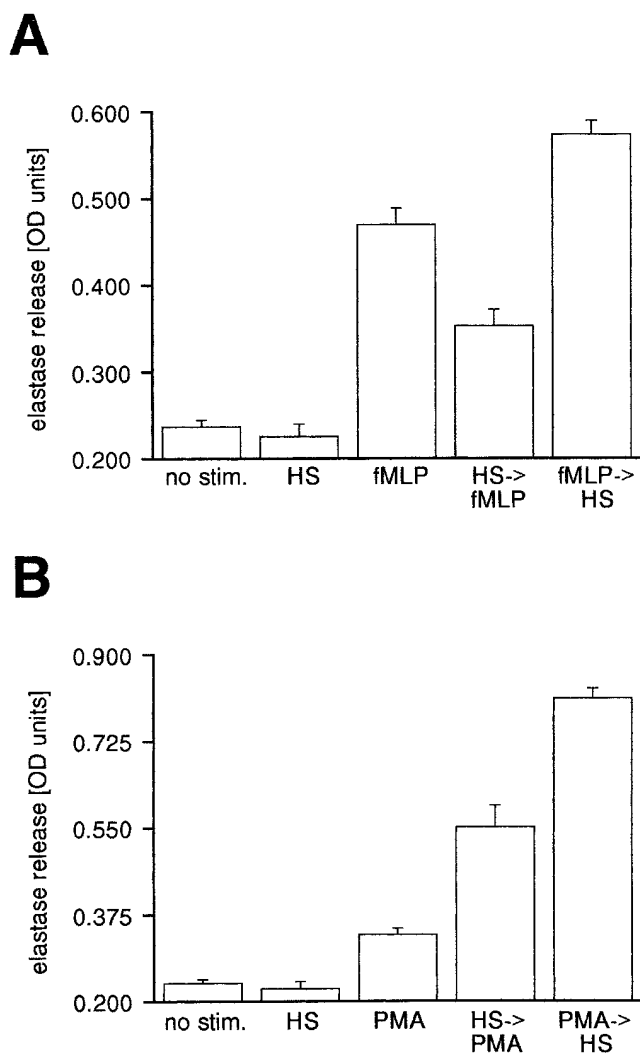 A
elastase release [OD units]
0.600
0.500
0.400
0.300
0.200
no stim.
HS
fMLP
HS->
fMLP
fMLP->
HS
B
elastase release [OD units]
0.900
0.725
0.550
0.375
0.200
no stim.
HS
PMA
HS->
PMA
PMA->
HS